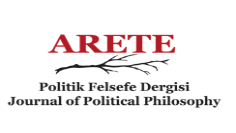 ARETE
Politik Felsefe Dergisi
Journal of Political Philosophy